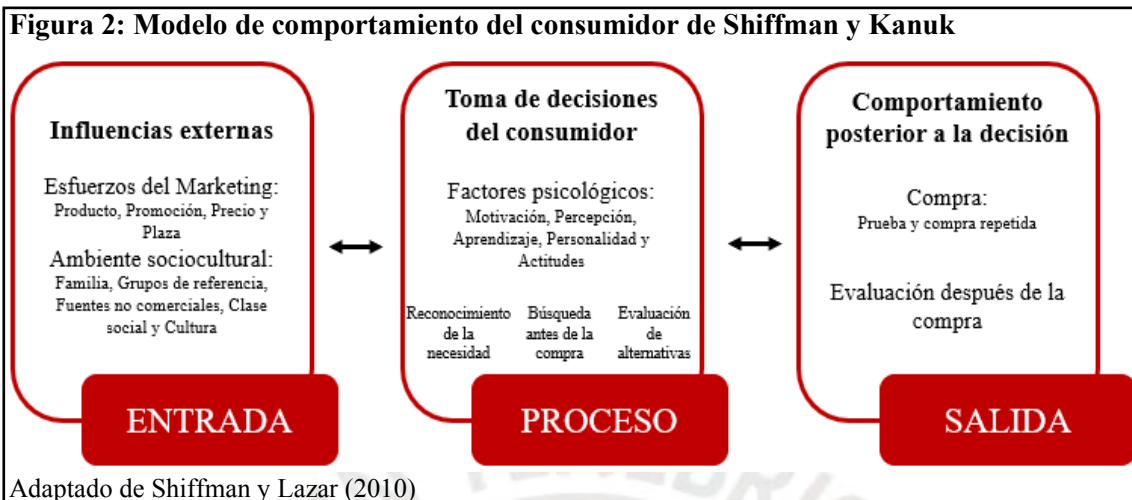 Figura 2: Modelo de comportamiento del consumidor de Shiffman y Kanuk
Influencias externas
Esfuerzos del Marketing:
Producto, Promoción, Precio y
Plaza
Ambiente sociocultural:
Familia, Grupos de referencia,
Fuentes no comerciales, Clase
social y Cultura
ENTRADA
Toma de decisiones
del consumidor
Factores psicológicos:
Motivación, Percepción,
Aprendizaje, Personalidad y
Actitudes
Reconocimiento
de la
necesidad
Búsqueda
antes de la
compra
Evaluación
de
alternativas
PROCESO
Comportamiento
posterior a la decisión
Compra:
Prueba y compra repetida
Evaluación después de la
compra
SALIDA
Adaptado de Shiffman y Lazar (2010)